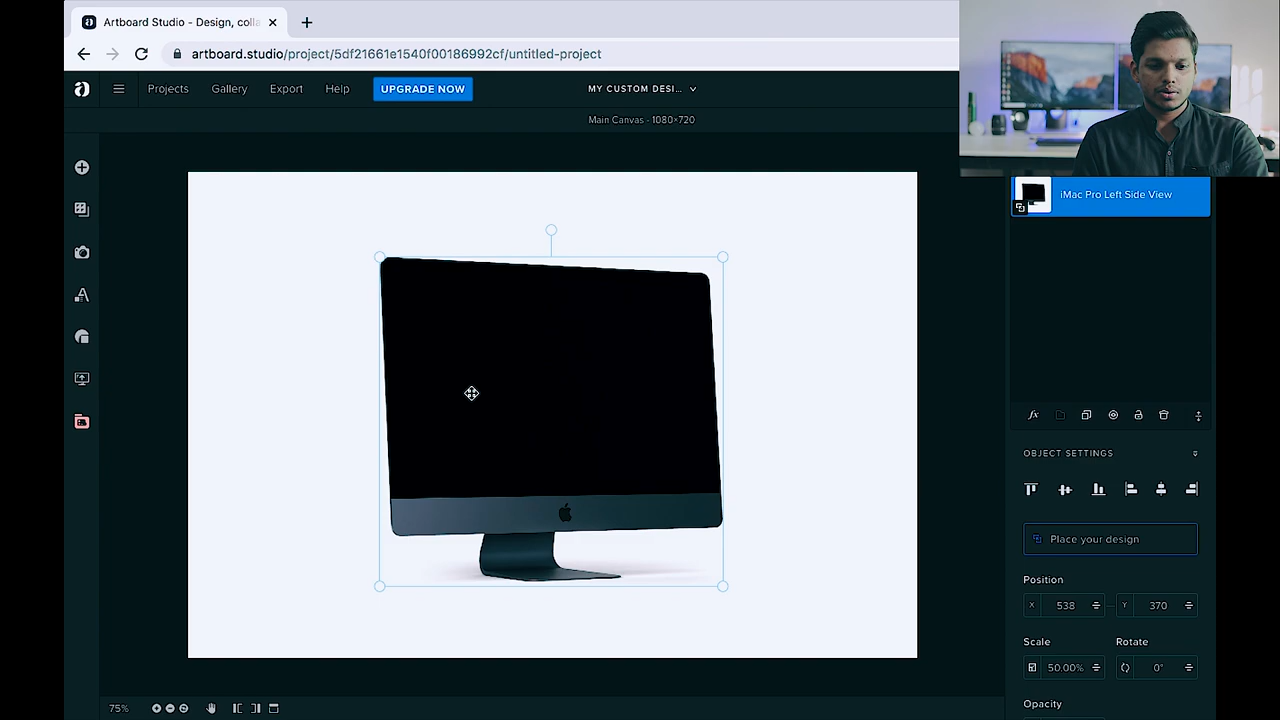 Artboard Studio - Design, colla
artboard.studio/project/5df21661e1540f00186992cf/untitled-project
Projects Gallery Export Help UPGRADE NOW MY CUSTOM DESI...
Main Canvas - 1080×720
iMac Pro Left Side View
fx
OBJECT SETTINGS
Place your design
Position
X 538 Y 370
Scale Rotate
50.00% 0°
Opacity
75%